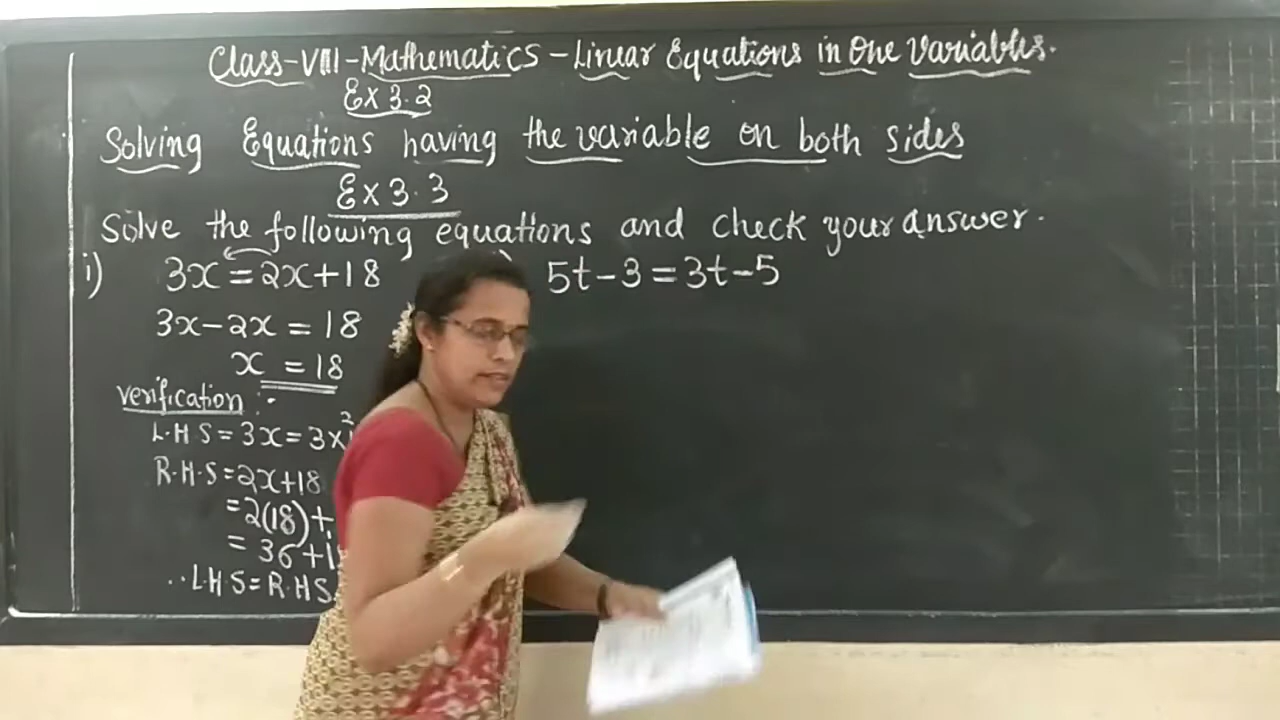 Class-VIII-Mathematics-Linear Equations in One Variables.
Ex 3.2
Solving Equations having the variable on both sides
Ex 3.3
Solve the following equations and check your answer.
i) 3x=2x+18
3x-2x=18
x=18
verification:-
L.H.S=3x=3x
R.H.S=2x+18
=2(18)+
=36+1
∴L.H.S=R.H.S
) 5t-3=3t-5